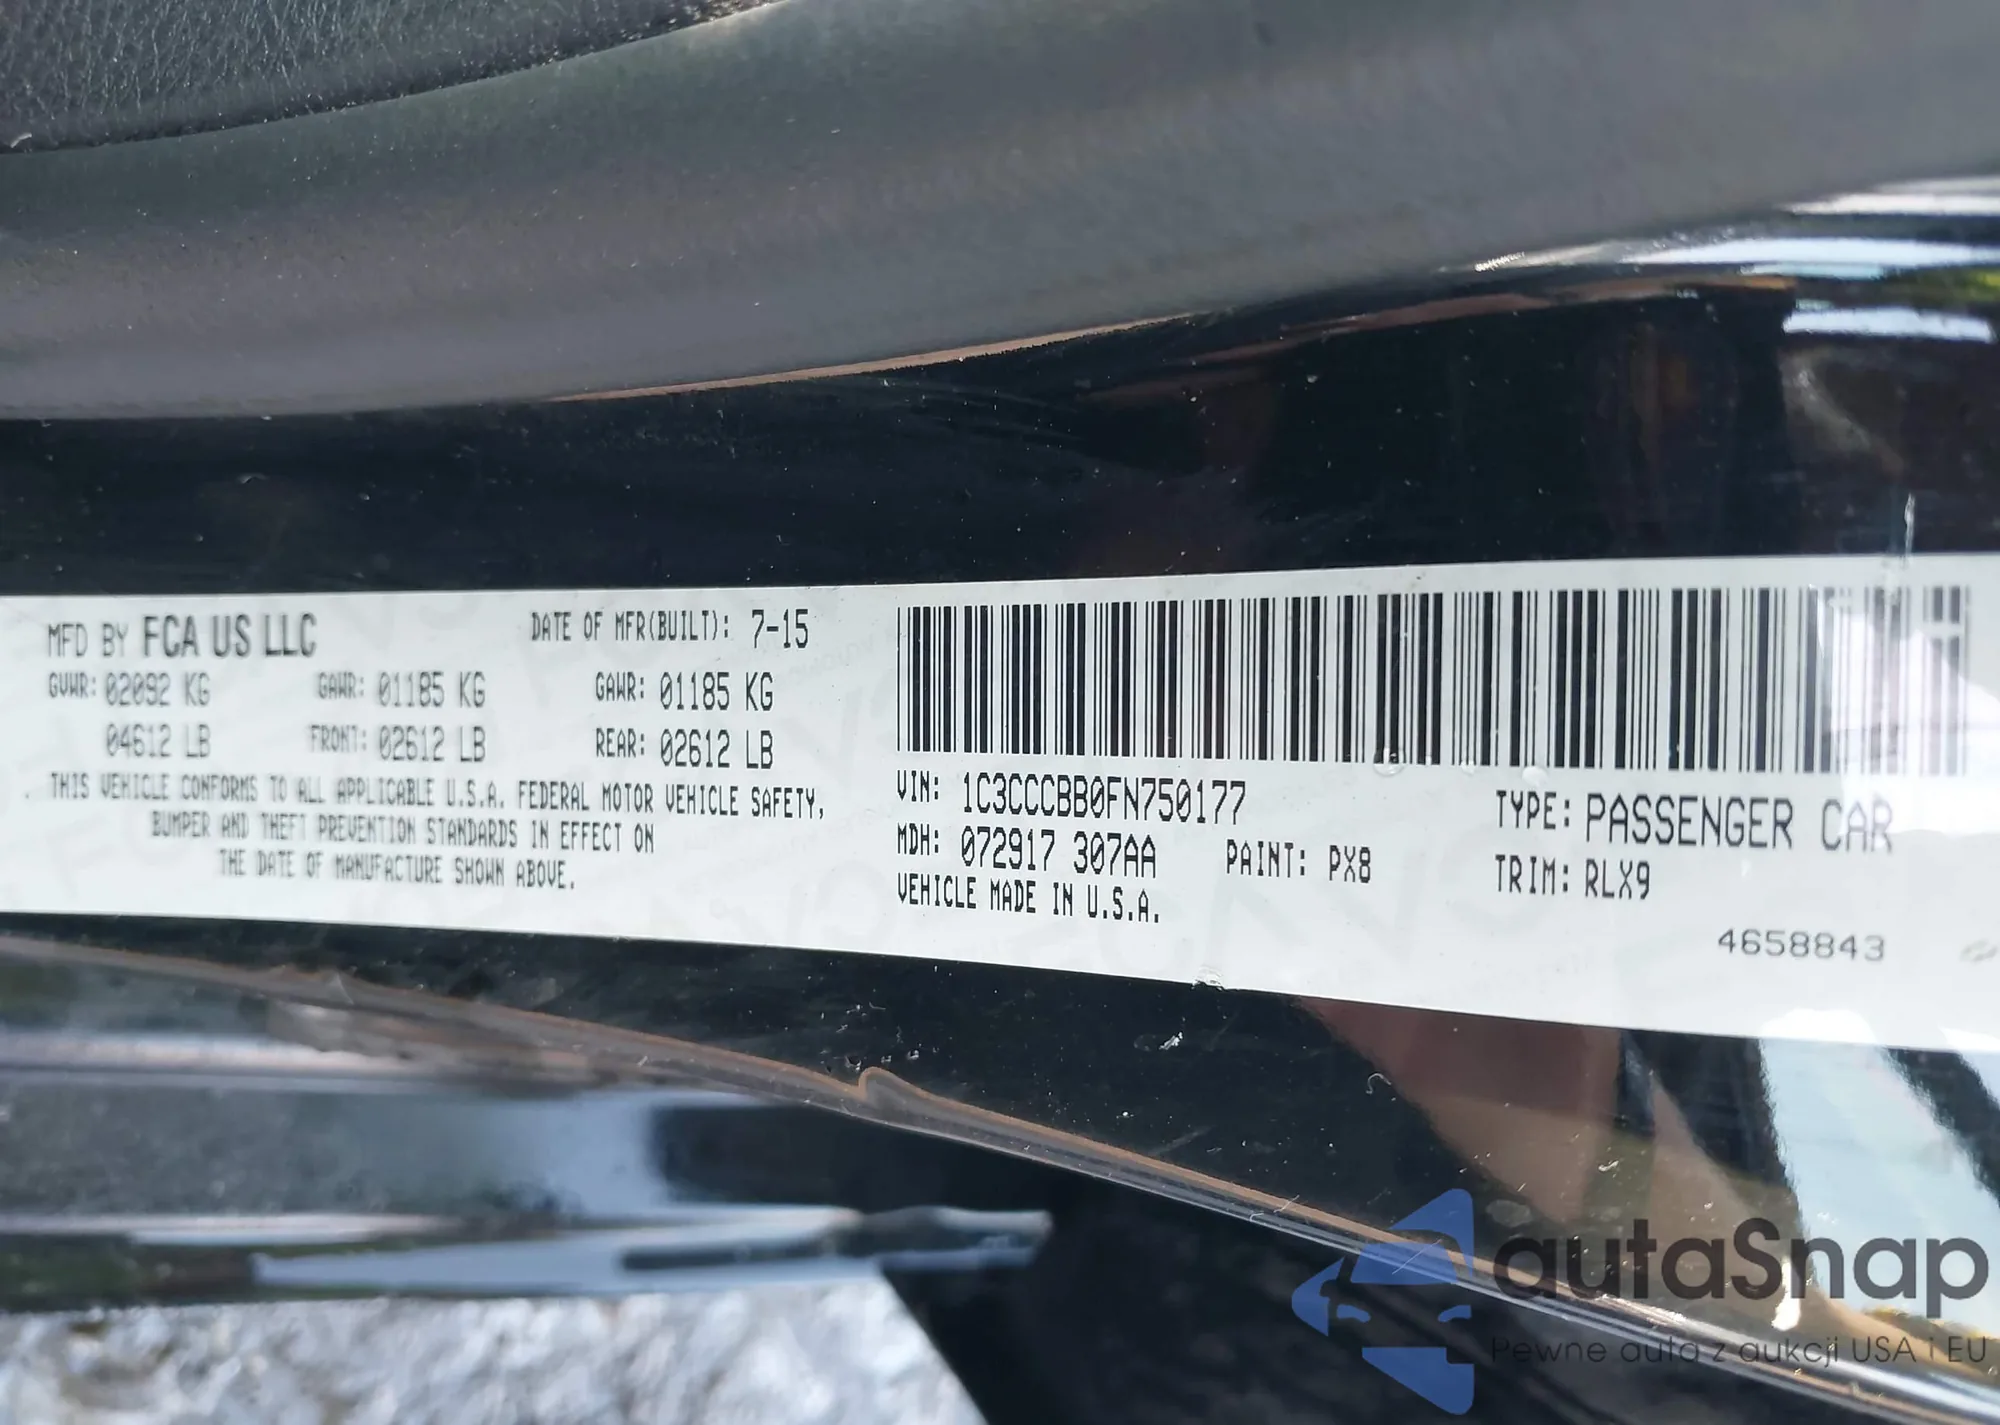 MFD BY FCA US LLC
DATE OF MFR(BUILT): 7-15
GVWR: 02092 KG
GAWR: 01185 KG
GAWR: 01185 KG
04612 LB
FRONT: 02612 LB
REAR: 02612 LB
THIS VEHICLE CONFORMS TO ALL APPLICABLE U.S.A. FEDERAL MOTOR VEHICLE SAFETY,
BUMPER AND THEFT PREVENTION STANDARDS IN EFFECT ON
THE DATE OF MANUFACTURE SHOWN ABOVE.
VIN: 1C3CCCBB0FN750177
TYPE: PASSENGER CAR
MDH: 072917 307AA
PAINT: PX8
TRIM: RLX9
VEHICLE MADE IN U.S.A.
4658843
autaSnap
Pewne auta z aukcji USA i EU